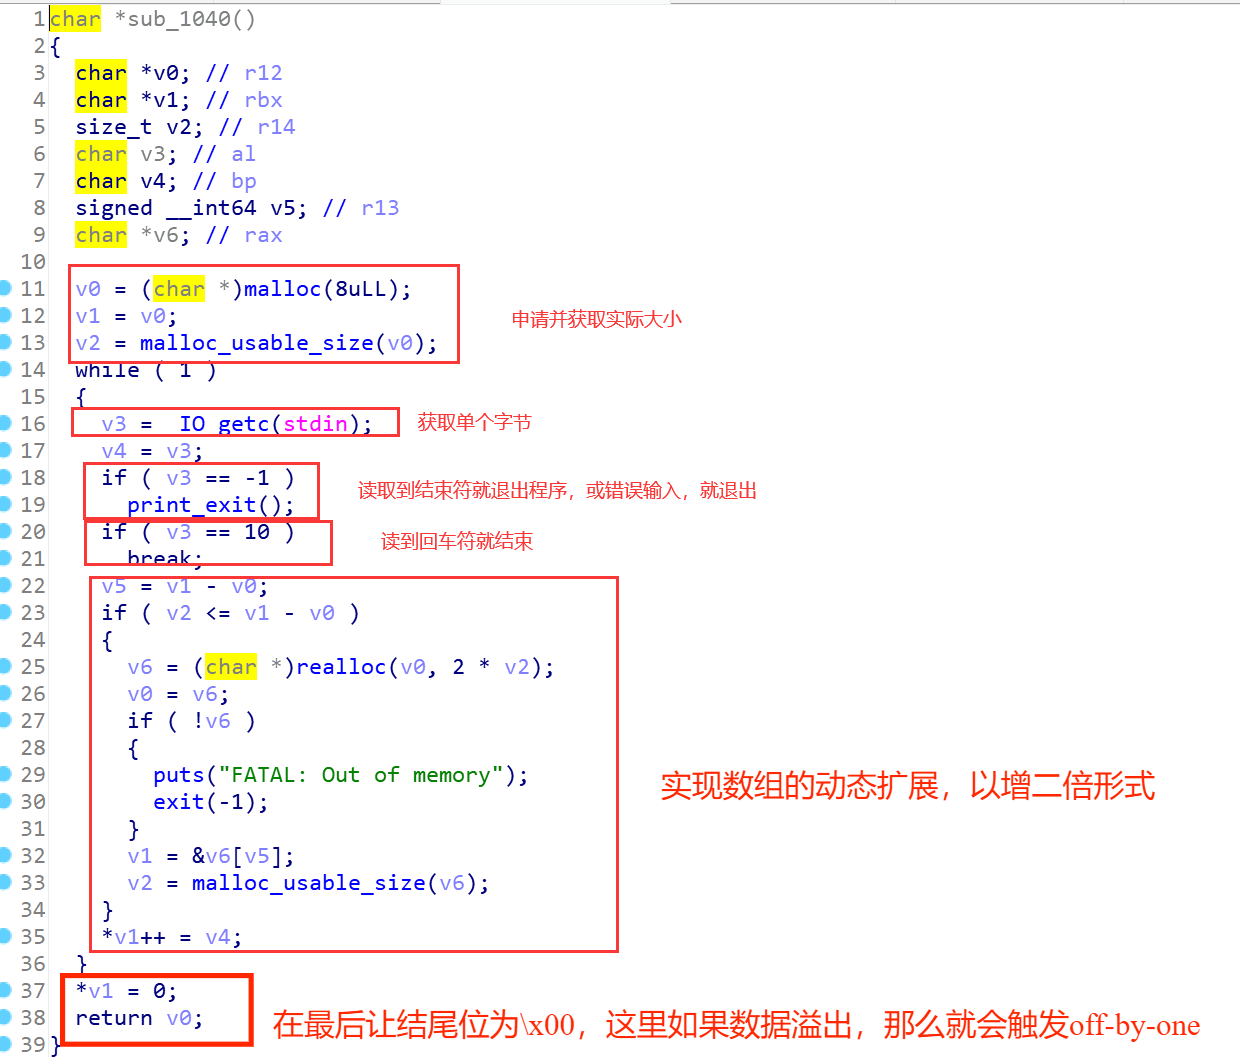 1 char *sub_1040()
2 {
3 char *v0; // r12
4 char *v1; // rbx
5 size_t v2; // r14
6 char v3; // al
7 char v4; // bp
8 signed __int64 v5; // r13
9 char *v6; // rax
10
11 v0 = (char *)malloc(8uLL);
12 v1 = v0;
申请并获取实际大小
13 v2 = malloc_usable_size(v0);
14 while ( 1 )
15 {
16 v3 = _IO_getc(stdin); 获取单个字节
17 v4 = v3;
18 if ( v3 == -1 )
读取到结束符就退出程序，或错误输入，就退出
19 print_exit();
20 if ( v3 == 10 ) 读到回车符就结束
21 break;
22 v5 = v1 - v0;
23 if ( v2 <= v1 - v0 )
24 {
25 v6 = (char *)realloc(v0, 2 * v2);
26 v0 = v6;
27 if ( !v6 )
28 {
29 puts("FATAL: Out of memory"); 实现数组的动态扩展，以增二倍形式
30 exit(-1);
31 }
32 v1 = &v6[v5];
33 v2 = malloc_usable_size(v6);
34 }
35 *v1++ = v4;
36 }
37 *v1 = 0;
38 return v0; 在最后让结尾位为\x00，这里如果数据溢出，那么就会触发off-by-one
39 }